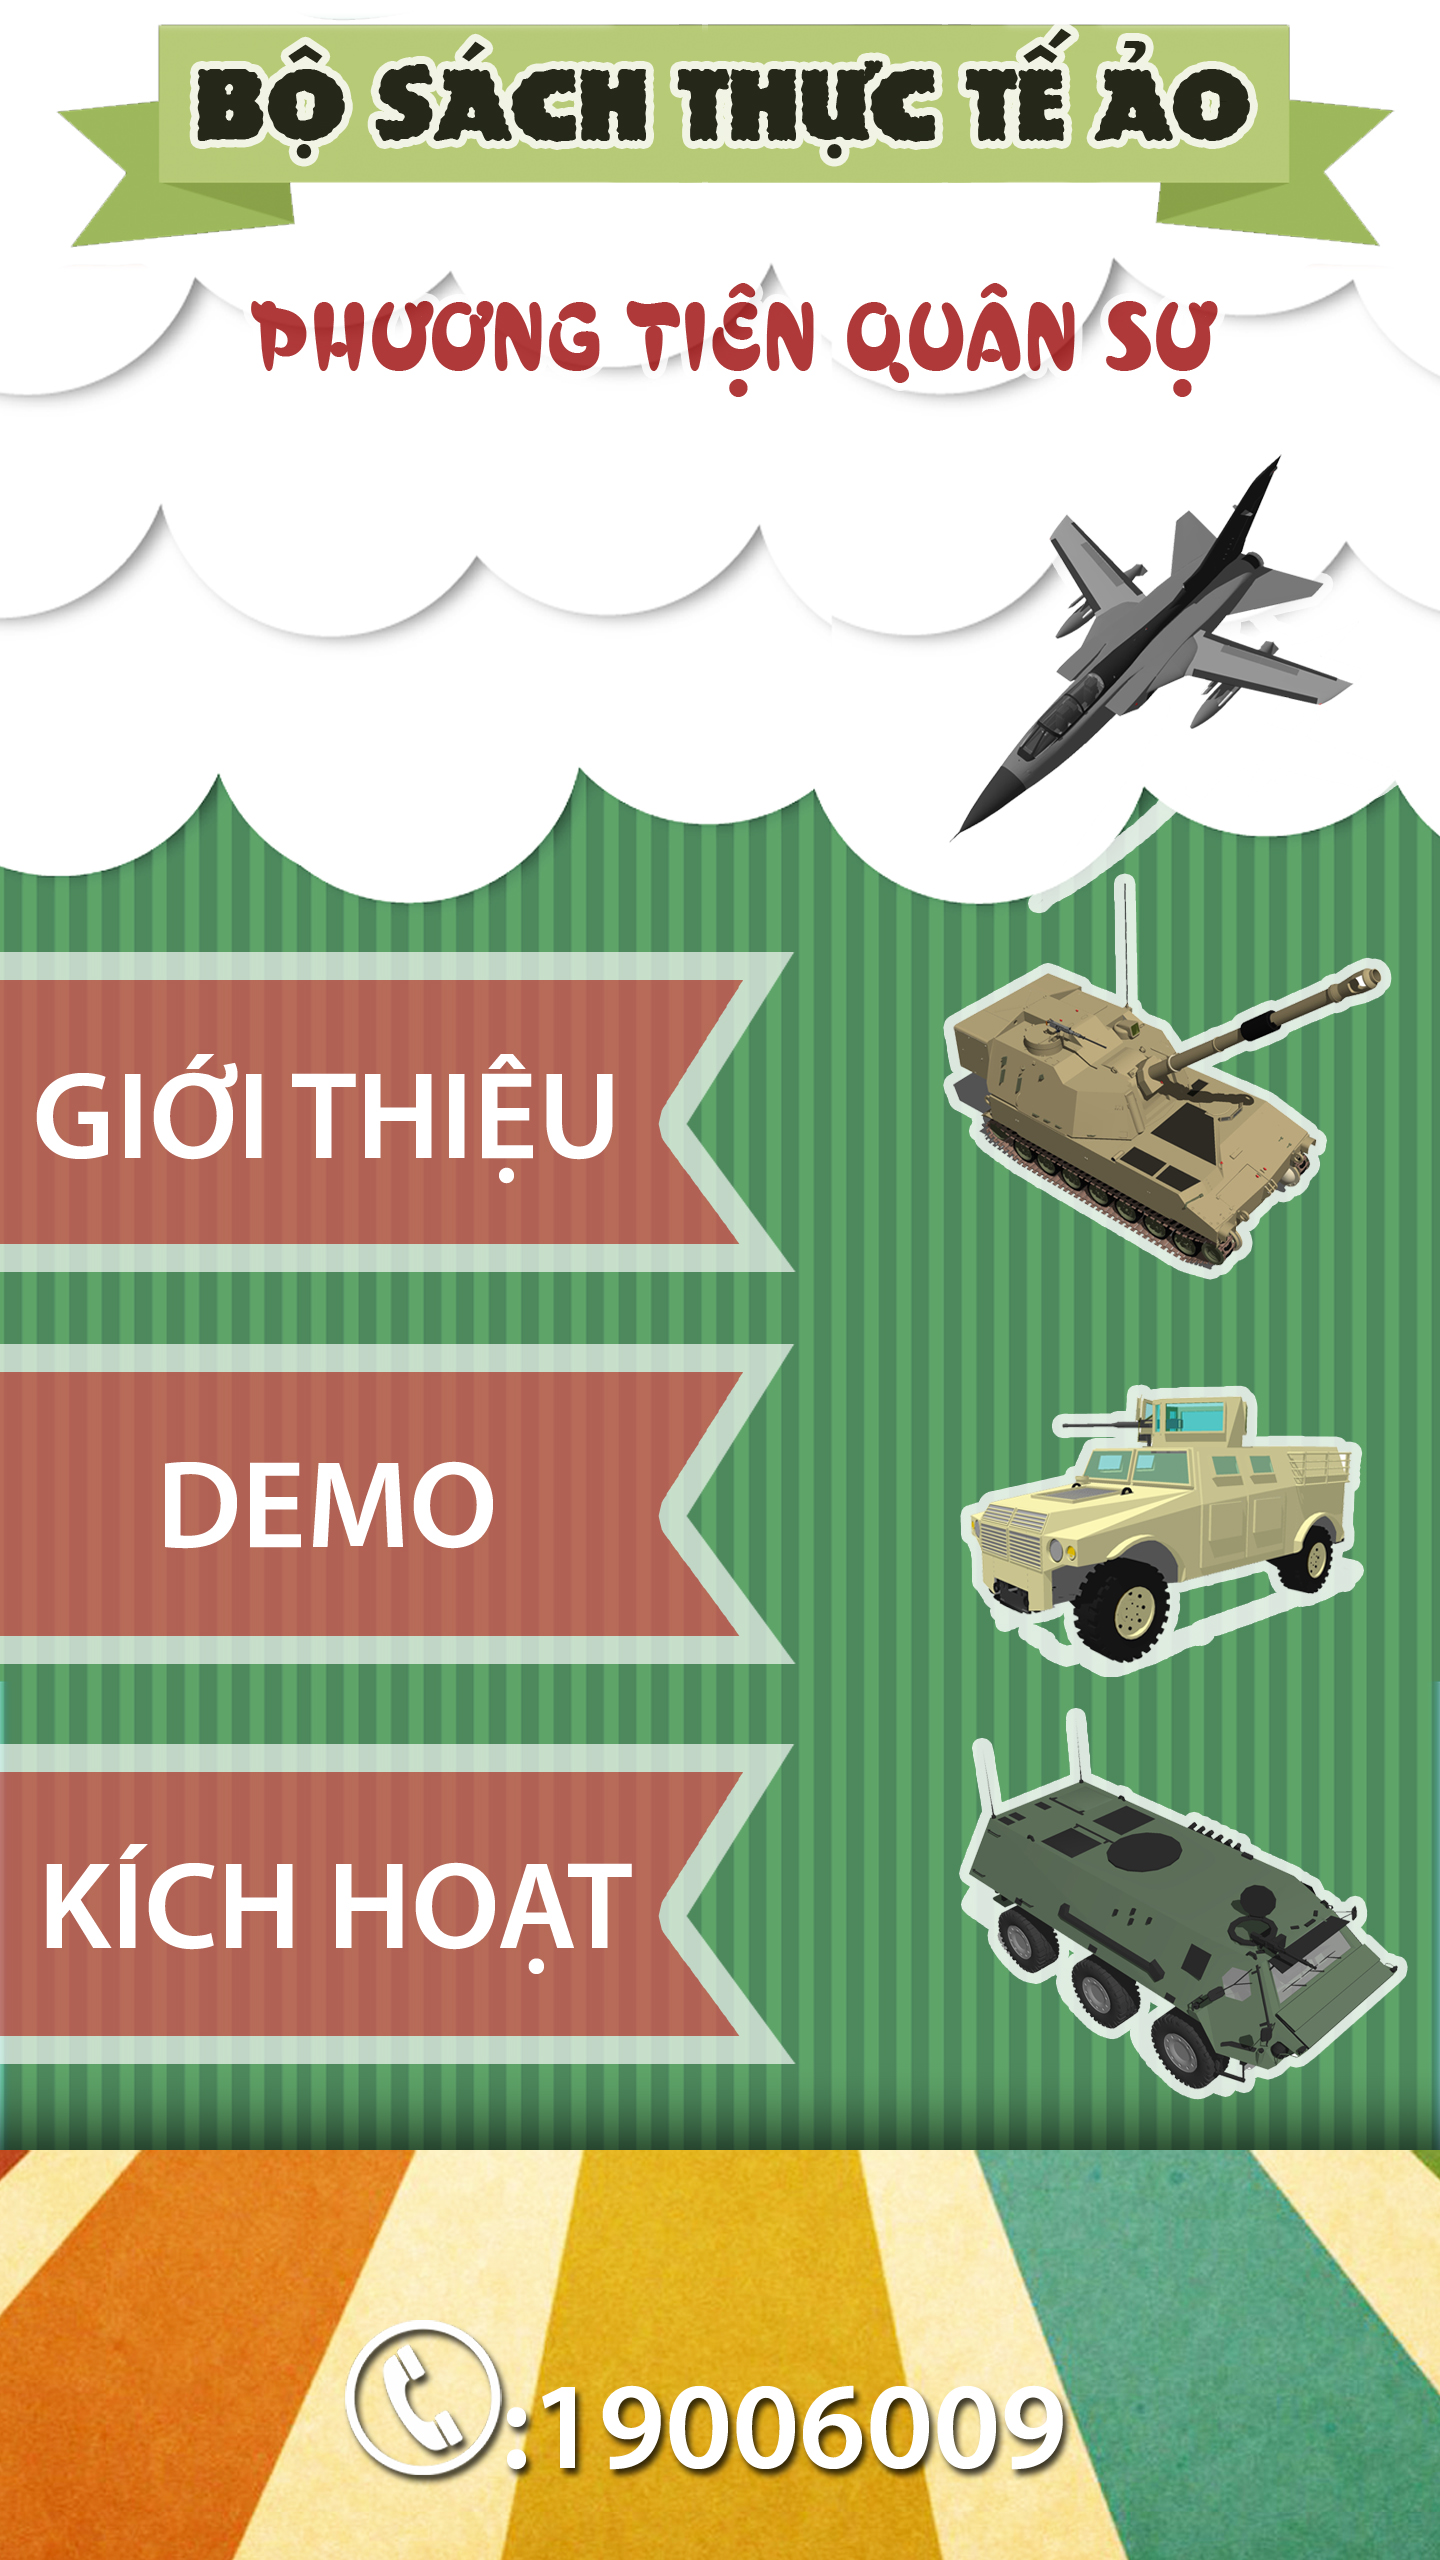 BỘ SÁCH THỰC TẾ ẢO
PHƯƠNG TIỆN QUÂN SỰ
GIỚI THIỆU
DEMO
KÍCH HOẠT
:19006009